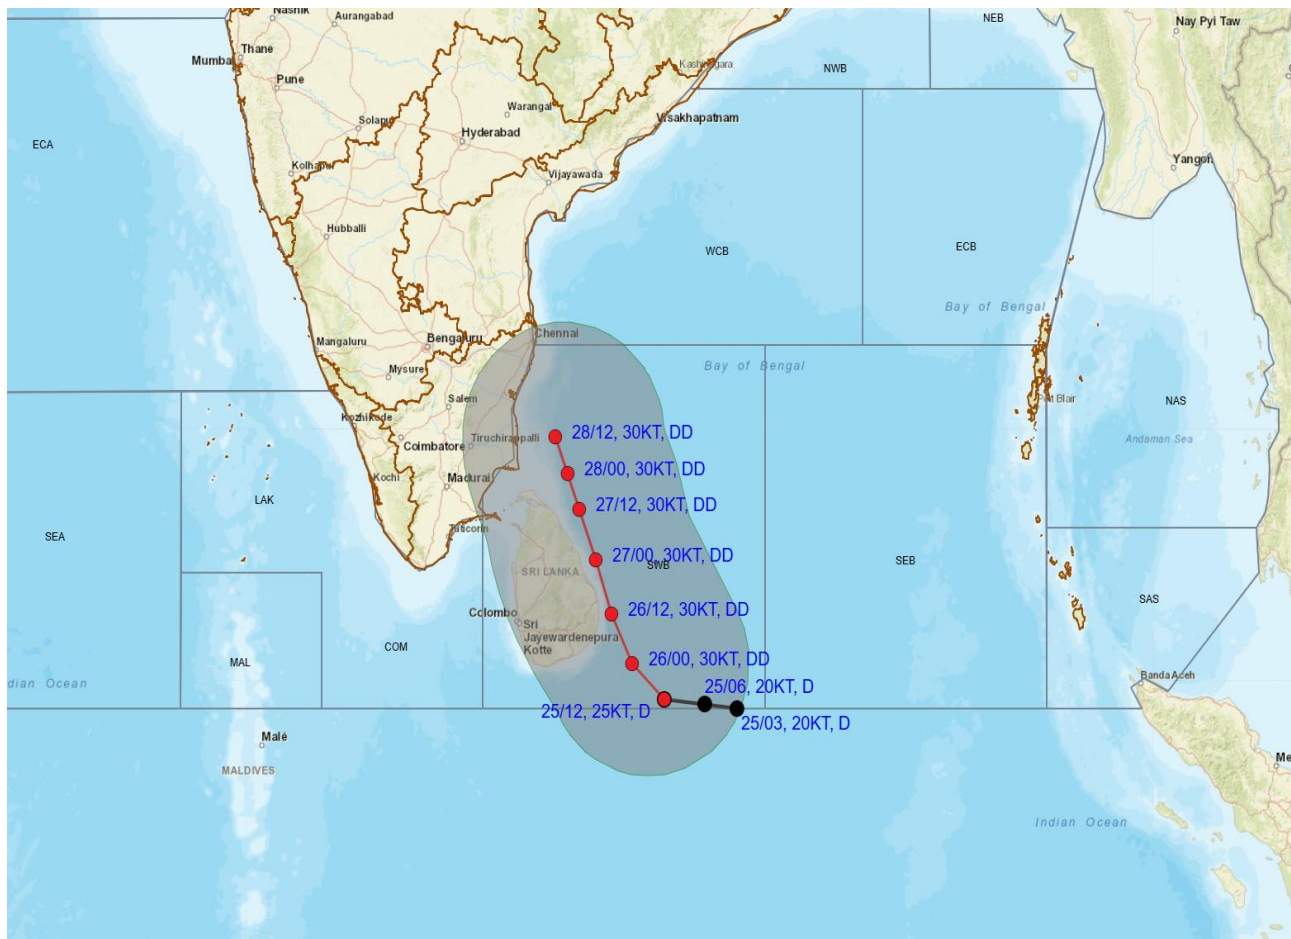 Nashik
Aurangabad
NEB
Nay Pyi Taw
Thane
Mumbai
Kashinagara
NWB
Pune
Warangal
Solapur
Visakhapatnam
Hyderabad
ECA
Kolhapur
Yangon
Vijayawada
Hubballi
WCB
ECB
Bay of Bengal
Chennai
Mangaluru
Bengaluru
Bay of Bengal
Mysuru
Salem
Port Blair
NAS
Kozhikode
Coimbatore
Tiruchirappalli
28/12, 30KT, DD
Andaman Sea
28/00, 30KT, DD
Kochi
Madurai
LAK
27/12, 30KT, DD
Tuticorin
SEA
27/00, 30KT, DD
SWB
SEB
SRI LANKA
SAS
Colombo
26/12, 30KT, DD
Sri
Jayewardenepura
Kotte
COM
MAL
26/00, 30KT, DD
Banda Aceh
dian Ocean
25/06, 20KT, D
25/12, 25KT, D
25/03, 20KT, D
Malé
Me
MALDIVES
Indian Ocean